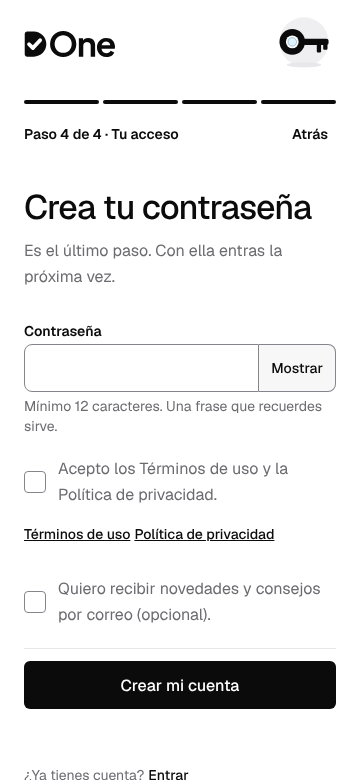 One
Paso 4 de 4 · Tu acceso
Atrás
Crea tu contraseña
Es el último paso. Con ella entras la
próxima vez.
Contraseña
Mostrar
Mínimo 12 caracteres. Una frase que recuerdes
sirve.
Acepto los Términos de uso y la
Política de privacidad.
Términos de uso Política de privacidad
Quiero recibir novedades y consejos
por correo (opcional).
Crear mi cuenta
¿Ya tienes cuenta? Entrar